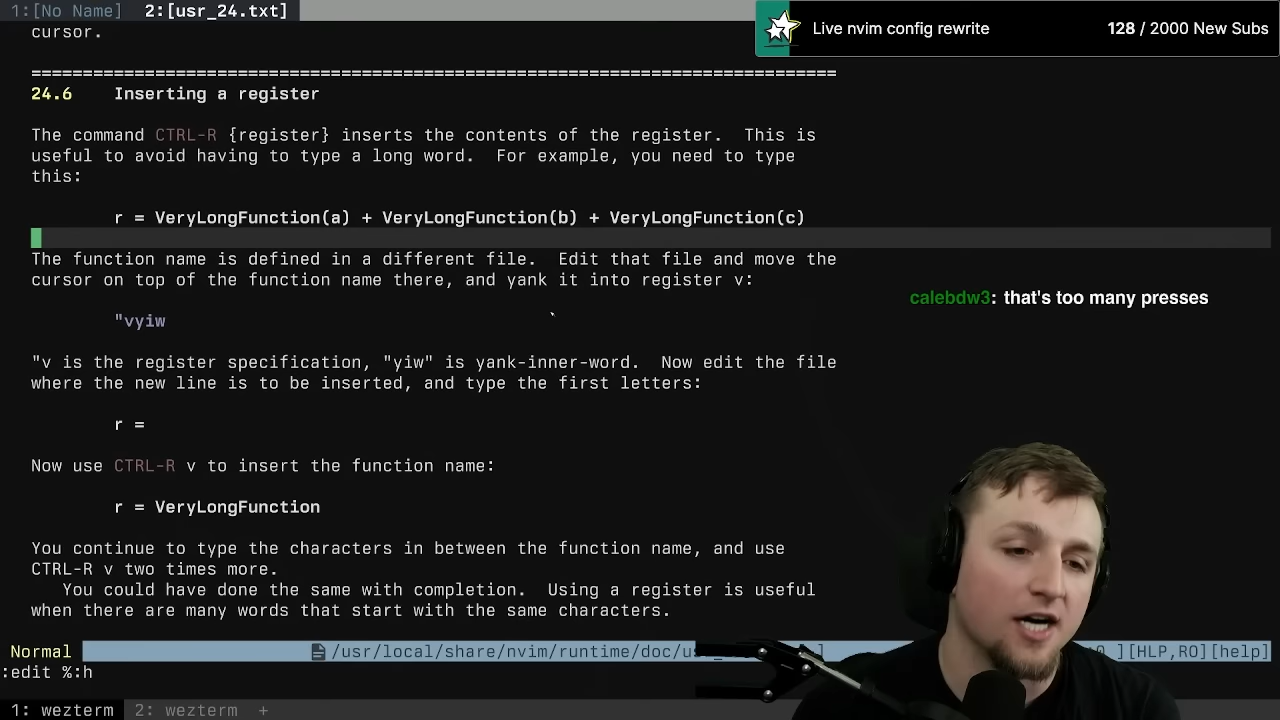 1:[No Name]  2:[usr_24.txt]
Live nvim config rewrite
128 / 2000 New Subs
cursor.
==============================================================================
24.6    Inserting a register
The command CTRL-R {register} inserts the contents of the register.  This is
useful to avoid having to type a long word.  For example, you need to type
this:
r = VeryLongFunction(a) + VeryLongFunction(b) + VeryLongFunction(c)
The function name is defined in a different file.  Edit that file and move the
cursor on top of the function name there, and yank it into register v:
calebdw3: that's too many presses
"vyiw
"v is the register specification, "yiw" is yank-inner-word.  Now edit the file
where the new line is to be inserted, and type the first letters:
r =
Now use CTRL-R v to insert the function name:
r = VeryLongFunction
You continue to type the characters in between the function name, and use
CTRL-R v two times more.
You could have done the same with completion.  Using a register is useful
when there are many words that start with the same characters.
Normal  /usr/local/share/nvim/runtime/doc/us ][HLP,RO][help]
:edit %:h
1: wezterm  2: wezterm  +